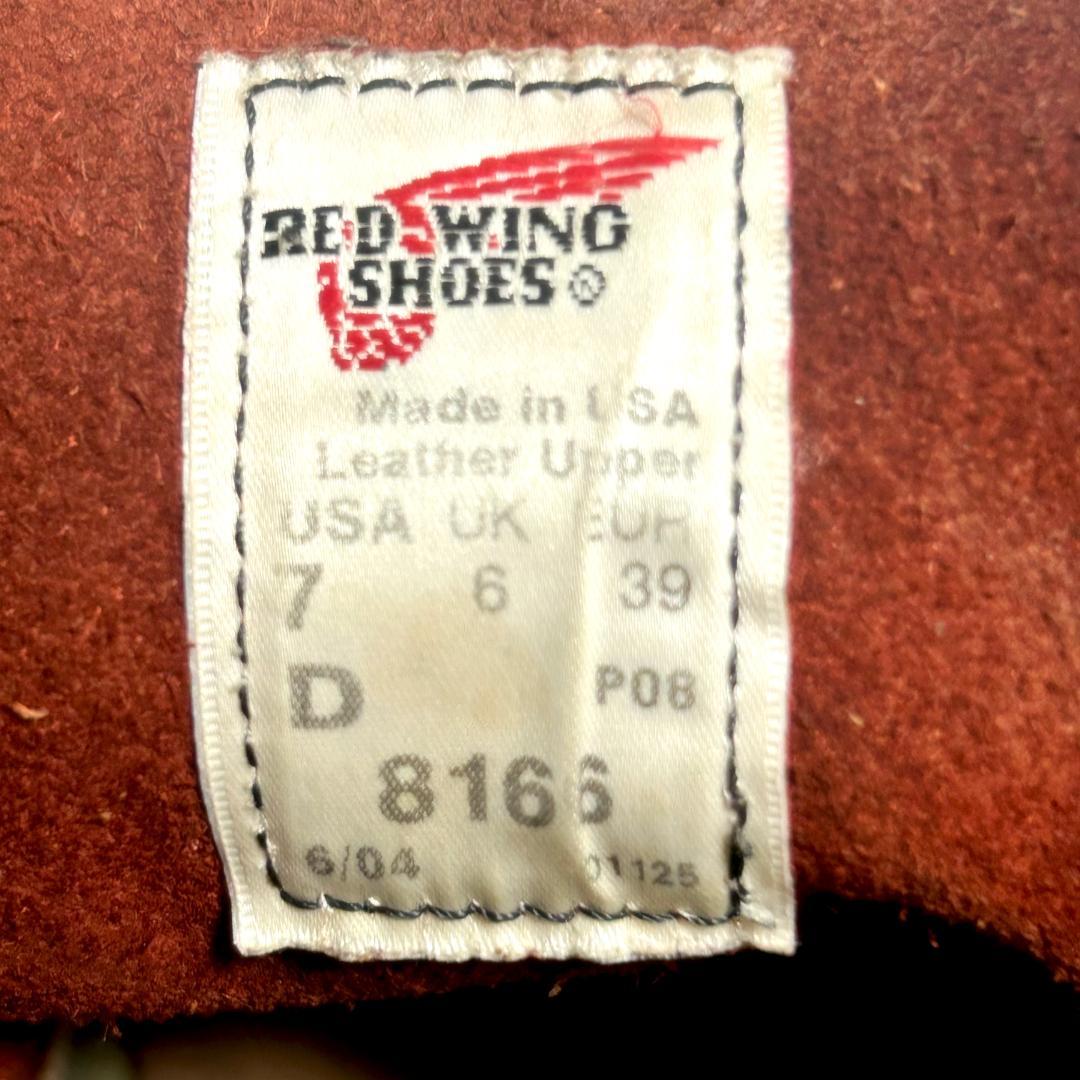 RED WING
SHOES ®
Made in USA
Leather Upper
USA UK EUR
7 6 39
D P08
8166
6/04 01125